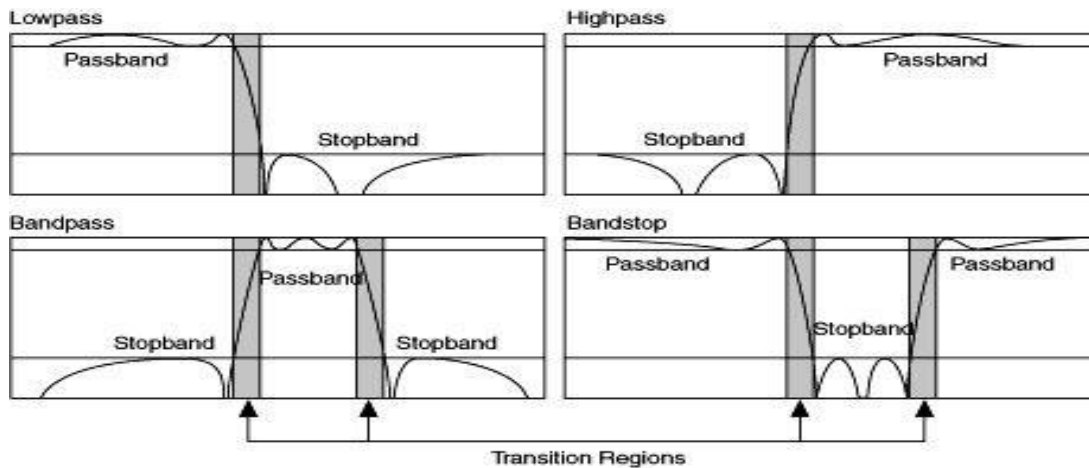 Lowpass
Highpass
Passband
Passband
Stopband
Stopband
Bandpass
Bandstop
Passband
Passband
Passband
Stopband
Stopband
Stopband
Transition Regions